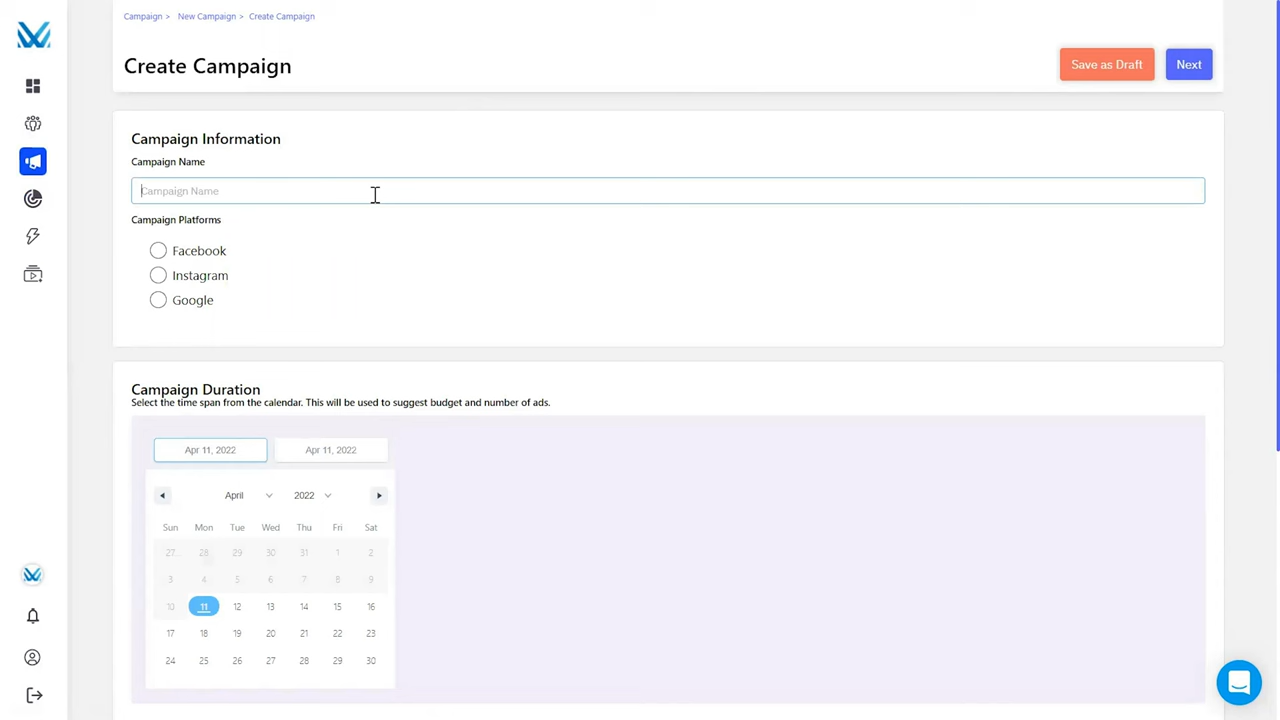 Campaign > New Campaign > Create Campaign
Create Campaign
Save as Draft
Next
Campaign Information
Campaign Name
Campaign Name
Campaign Platforms
Facebook
Instagram
Google
Campaign Duration
Select the time span from the calendar. This will be used to suggest budget and number of ads.
Apr 11, 2022 Apr 11, 2022
April 2022
Sun Mon Tue Wed Thu Fri Sat
27 28 29 30 31 1 2
3 4 5 6 7 8 9
10 11 12 13 14 15 16
17 18 19 20 21 22 23
24 25 26 27 28 29 30